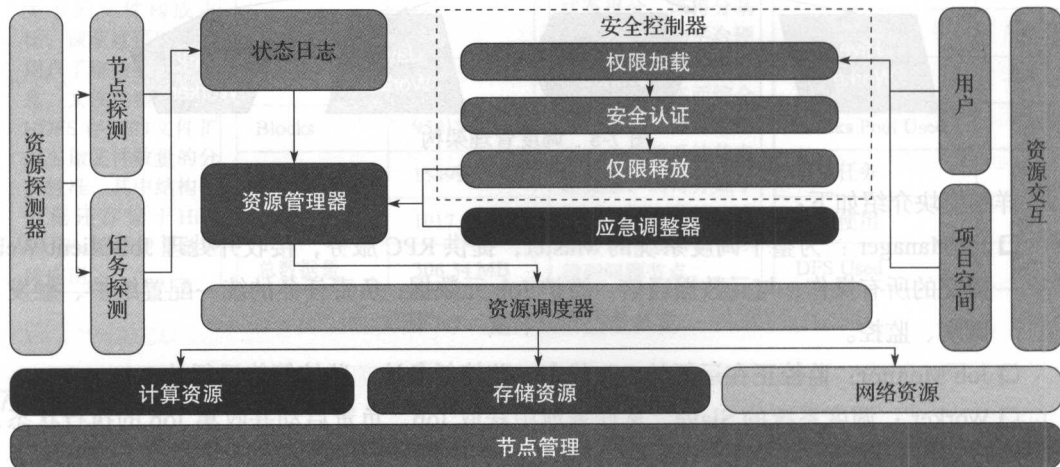 资源探测器
节点探测
任务探测
状态日志
资源管理器
安全控制器
权限加载
安全认证
仅限释放
应急调整器
用户
项目空间
资源交互
资源调度器
计算资源
存储资源
网络资源
节点管理